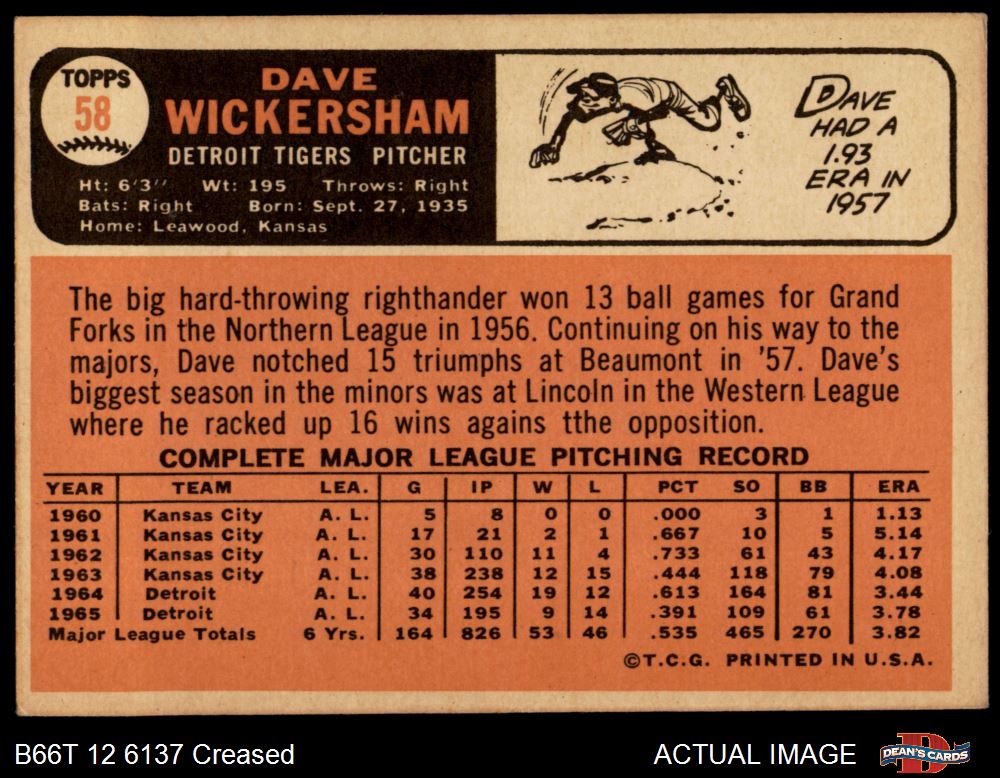 TOPPS
58
DAVE
WICKERSHAM
DETROIT TIGERS PITCHER
Ht: 6'3" Wt: 195 Throws: Right
Bats: Right Born: Sept. 27, 1935
Home: Leawood, Kansas
DAVE
HAD A
1.93
ERA IN
1957
The big hard-throwing righthander won 13 ball games for Grand
Forks in the Northern League in 1956. Continuing on his way to the
majors, Dave notched 15 triumphs at Beaumont in '57. Dave's
biggest season in the minors was at Lincoln in the Western League
where he racked up 16 wins agains tthe opposition.
COMPLETE MAJOR LEAGUE PITCHING RECORD
YEAR TEAM LEA. G IP W L PCT SO BB ERA
1960 Kansas City A. L. 5 8 0 0 .000 3 1 1.13
1961 Kansas City A. L. 17 21 2 1 .667 10 5 5.14
1962 Kansas City A. L. 30 110 11 4 .733 61 43 4.17
1963 Kansas City A. L. 38 238 12 15 .444 118 79 4.08
1964 Detroit A. L. 40 254 19 12 .613 164 81 3.44
1965 Detroit A. L. 34 195 9 14 .391 109 61 3.78
Major League Totals 6 Yrs. 164 826 53 46 .535 465 270 3.82
©T.C.G. PRINTED IN U.S.A.
B66T 12 6137 Creased
ACTUAL IMAGE
D
DEAN'S CARDS